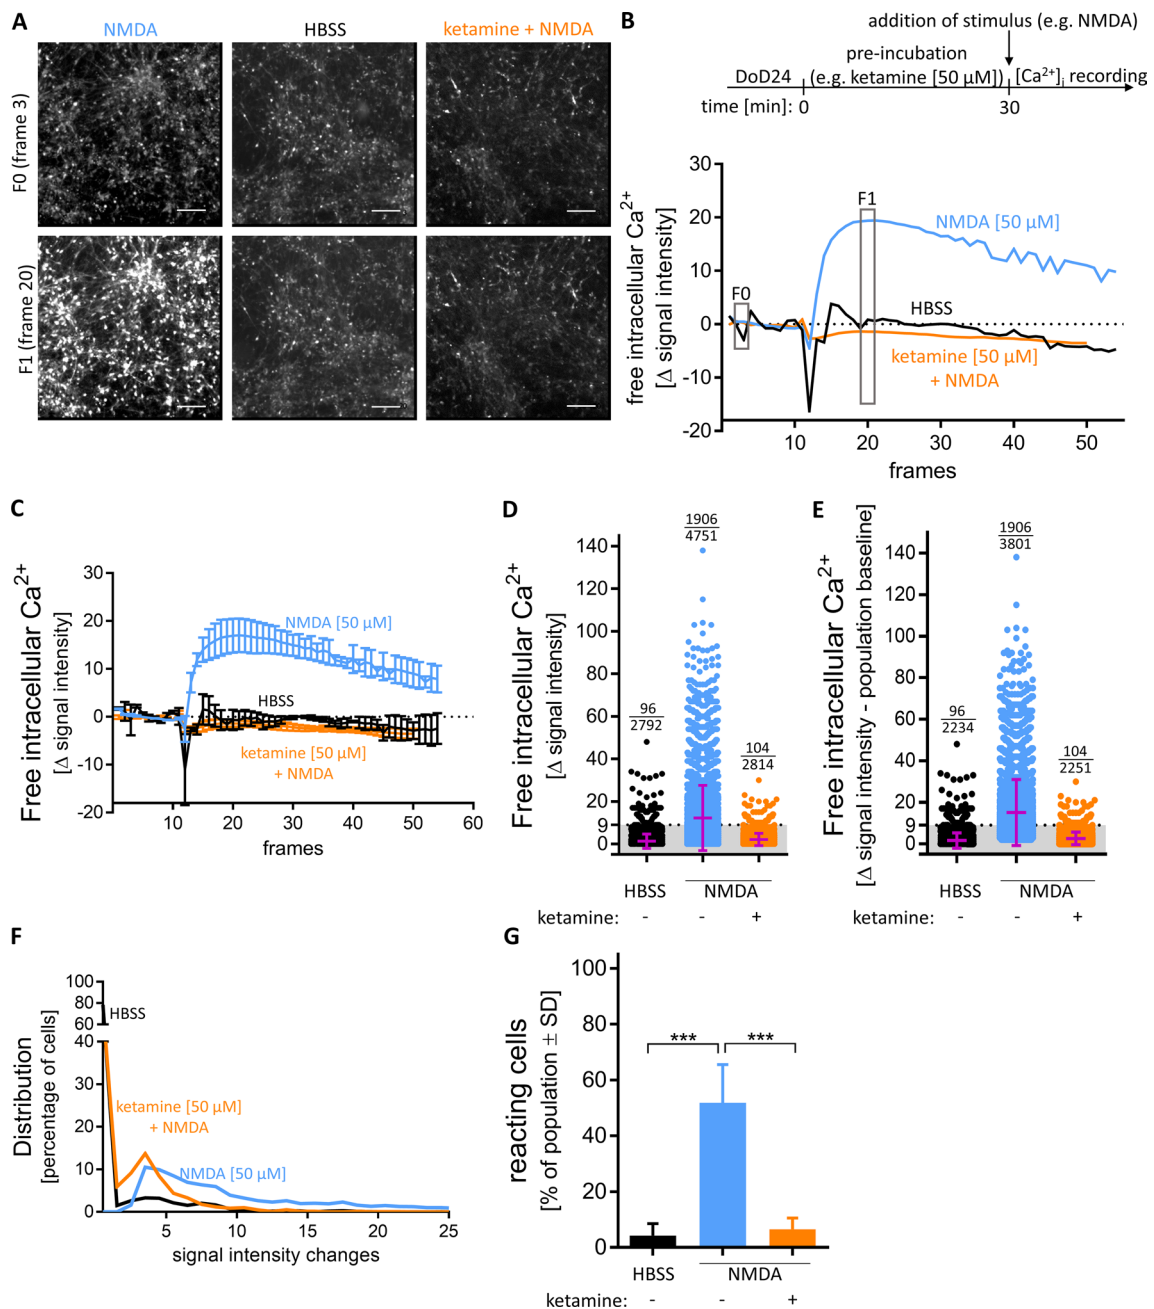 A
NMDA
HBSS
ketamine + NMDA
F0 (frame 3)
F1 (frame 20)
B
addition of stimulus (e.g. NMDA)
pre-incubation
DoD24
(e.g. ketamine [50 µM])
[Ca²⁺]ᵢ recording
time [min]:
0
30
free intracellular Ca²⁺
[Δ signal intensity]
30
20
10
0
-10
-20
F0
F1
NMDA [50 µM]
HBSS
ketamine [50 µM]
+ NMDA
10
20
30
40
50
frames
C
Free intracellular Ca²⁺
[Δ signal intensity]
30
20
10
0
-10
-20
NMDA [50 µM]
HBSS
ketamine [50 µM]
+ NMDA
10
20
30
40
50
60
frames
D
Free intracellular Ca²⁺
[Δ signal intensity]
140
120
100
80
60
40
20
9
0
96
2792
1906
4751
104
2814
HBSS
NMDA
ketamine:
-
-
+
E
Free intracellular Ca²⁺
[Δ signal intensity - population baseline]
140
120
100
80
60
40
20
9
0
96
2234
1906
3801
104
2251
HBSS
NMDA
ketamine:
-
-
+
F
Distribution
[percentage of cells]
100
80
60
40
30
20
10
0
HBSS
ketamine [50 µM]
+ NMDA
NMDA [50 µM]
5
10
15
20
25
signal intensity changes
G
reacting cells
[% of population ± SD]
100
80
60
40
20
0
***
***
HBSS
NMDA
ketamine:
-
-
+